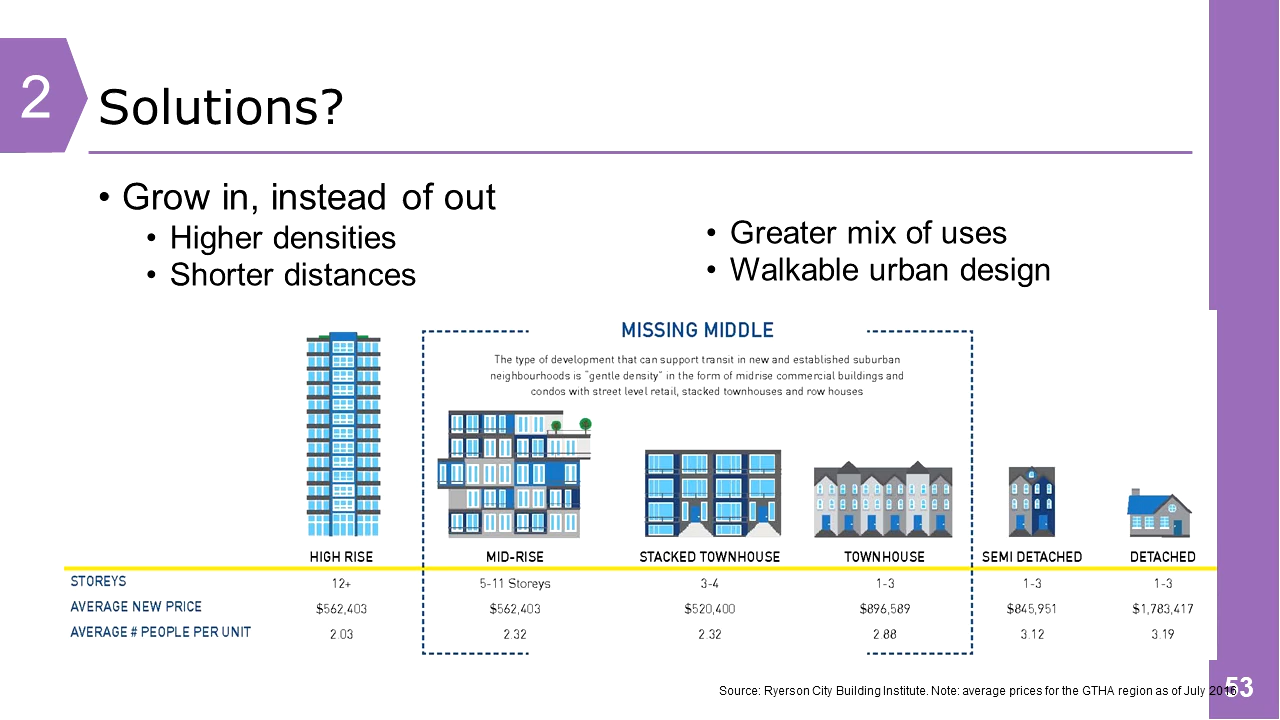 2
Solutions?
• Grow in, instead of out
• Higher densities
• Shorter distances
• Greater mix of uses
• Walkable urban design
MISSING MIDDLE
The type of development that can support transit in new and established suburban
neighbourhoods is "gentle density" in the form of midrise commercial buildings and
condos with street level retail, stacked townhouses and row houses
HIGH RISE MID-RISE STACKED TOWNHOUSE TOWNHOUSE SEMI DETACHED DETACHED
STOREYS 12+ 5-11 Storeys 3-4 1-3 1-3 1-3
AVERAGE NEW PRICE $562,403 $562,403 $520,400 $896,589 $845,951 $1,783,417
AVERAGE # PEOPLE PER UNIT 2.03 2.32 2.32 2.88 3.12 3.19
Source: Ryerson City Building Institute. Note: average prices for the GTHA region as of July 2016
53